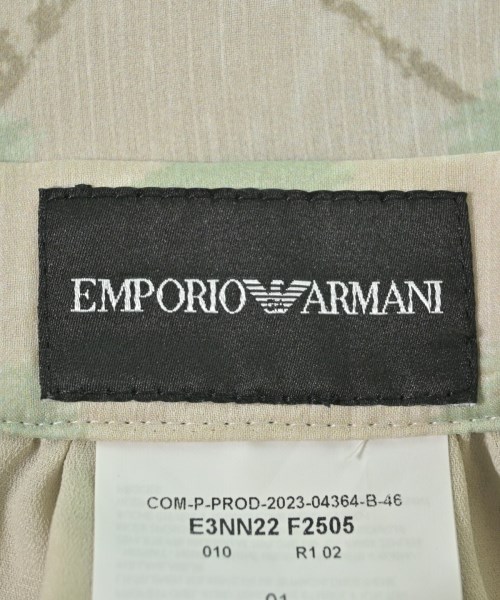 EMPORIO ARMANI
COM-P-PROD-2023-04364-B-46
E3NN22 F2505
010 R1 02